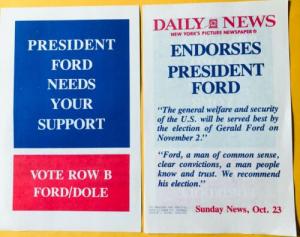 PRESIDENT
FORD
NEEDS
YOUR
SUPPORT
VOTE ROW B
FORD/DOLE
DAILY NEWS
NEW YORK'S PICTURE NEWSPAPER®
ENDORSES
PRESIDENT
FORD
"The general welfare and security
of the U.S. will be served best by
the election of Gerald Ford on
November 2."
"Ford, a man of common sense,
clear convictions, a man people
know and trust. We recommend
his election."
Sunday News, Oct. 23